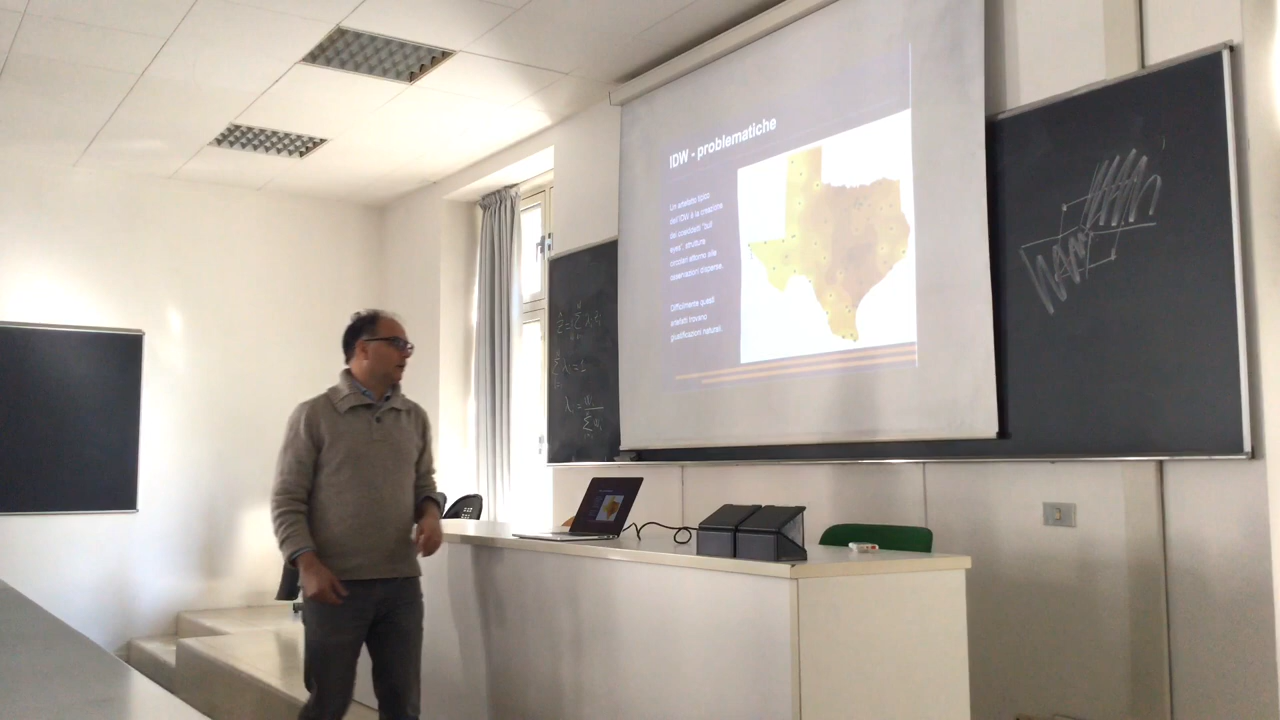 IDW - problematiche
Un artefatto tipico
dell'IDW è la creazione
dei cosiddetti "bull
eyes", strutture
circolari attorno alle
osservazioni disperse.
Difficilmente questi
artefatti trovano
giustificazioni naturali.